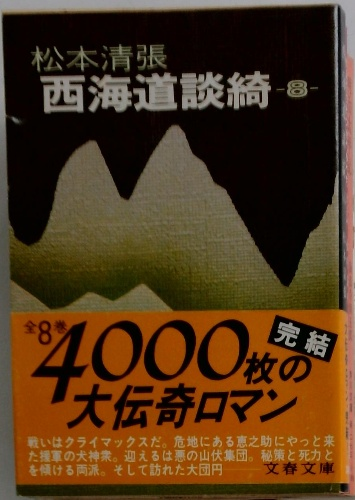 松本清張
西海道談綺 -8-
全8巻
完結
4000枚の
大伝奇ロマン
戦いはクライマックスだ。危地にある恵之助にやっと来
た援軍の犬神衆。迎えるは悪の山伏集団。秘策と死力と
を傾ける両派。そして訪れた大団円
文春文庫